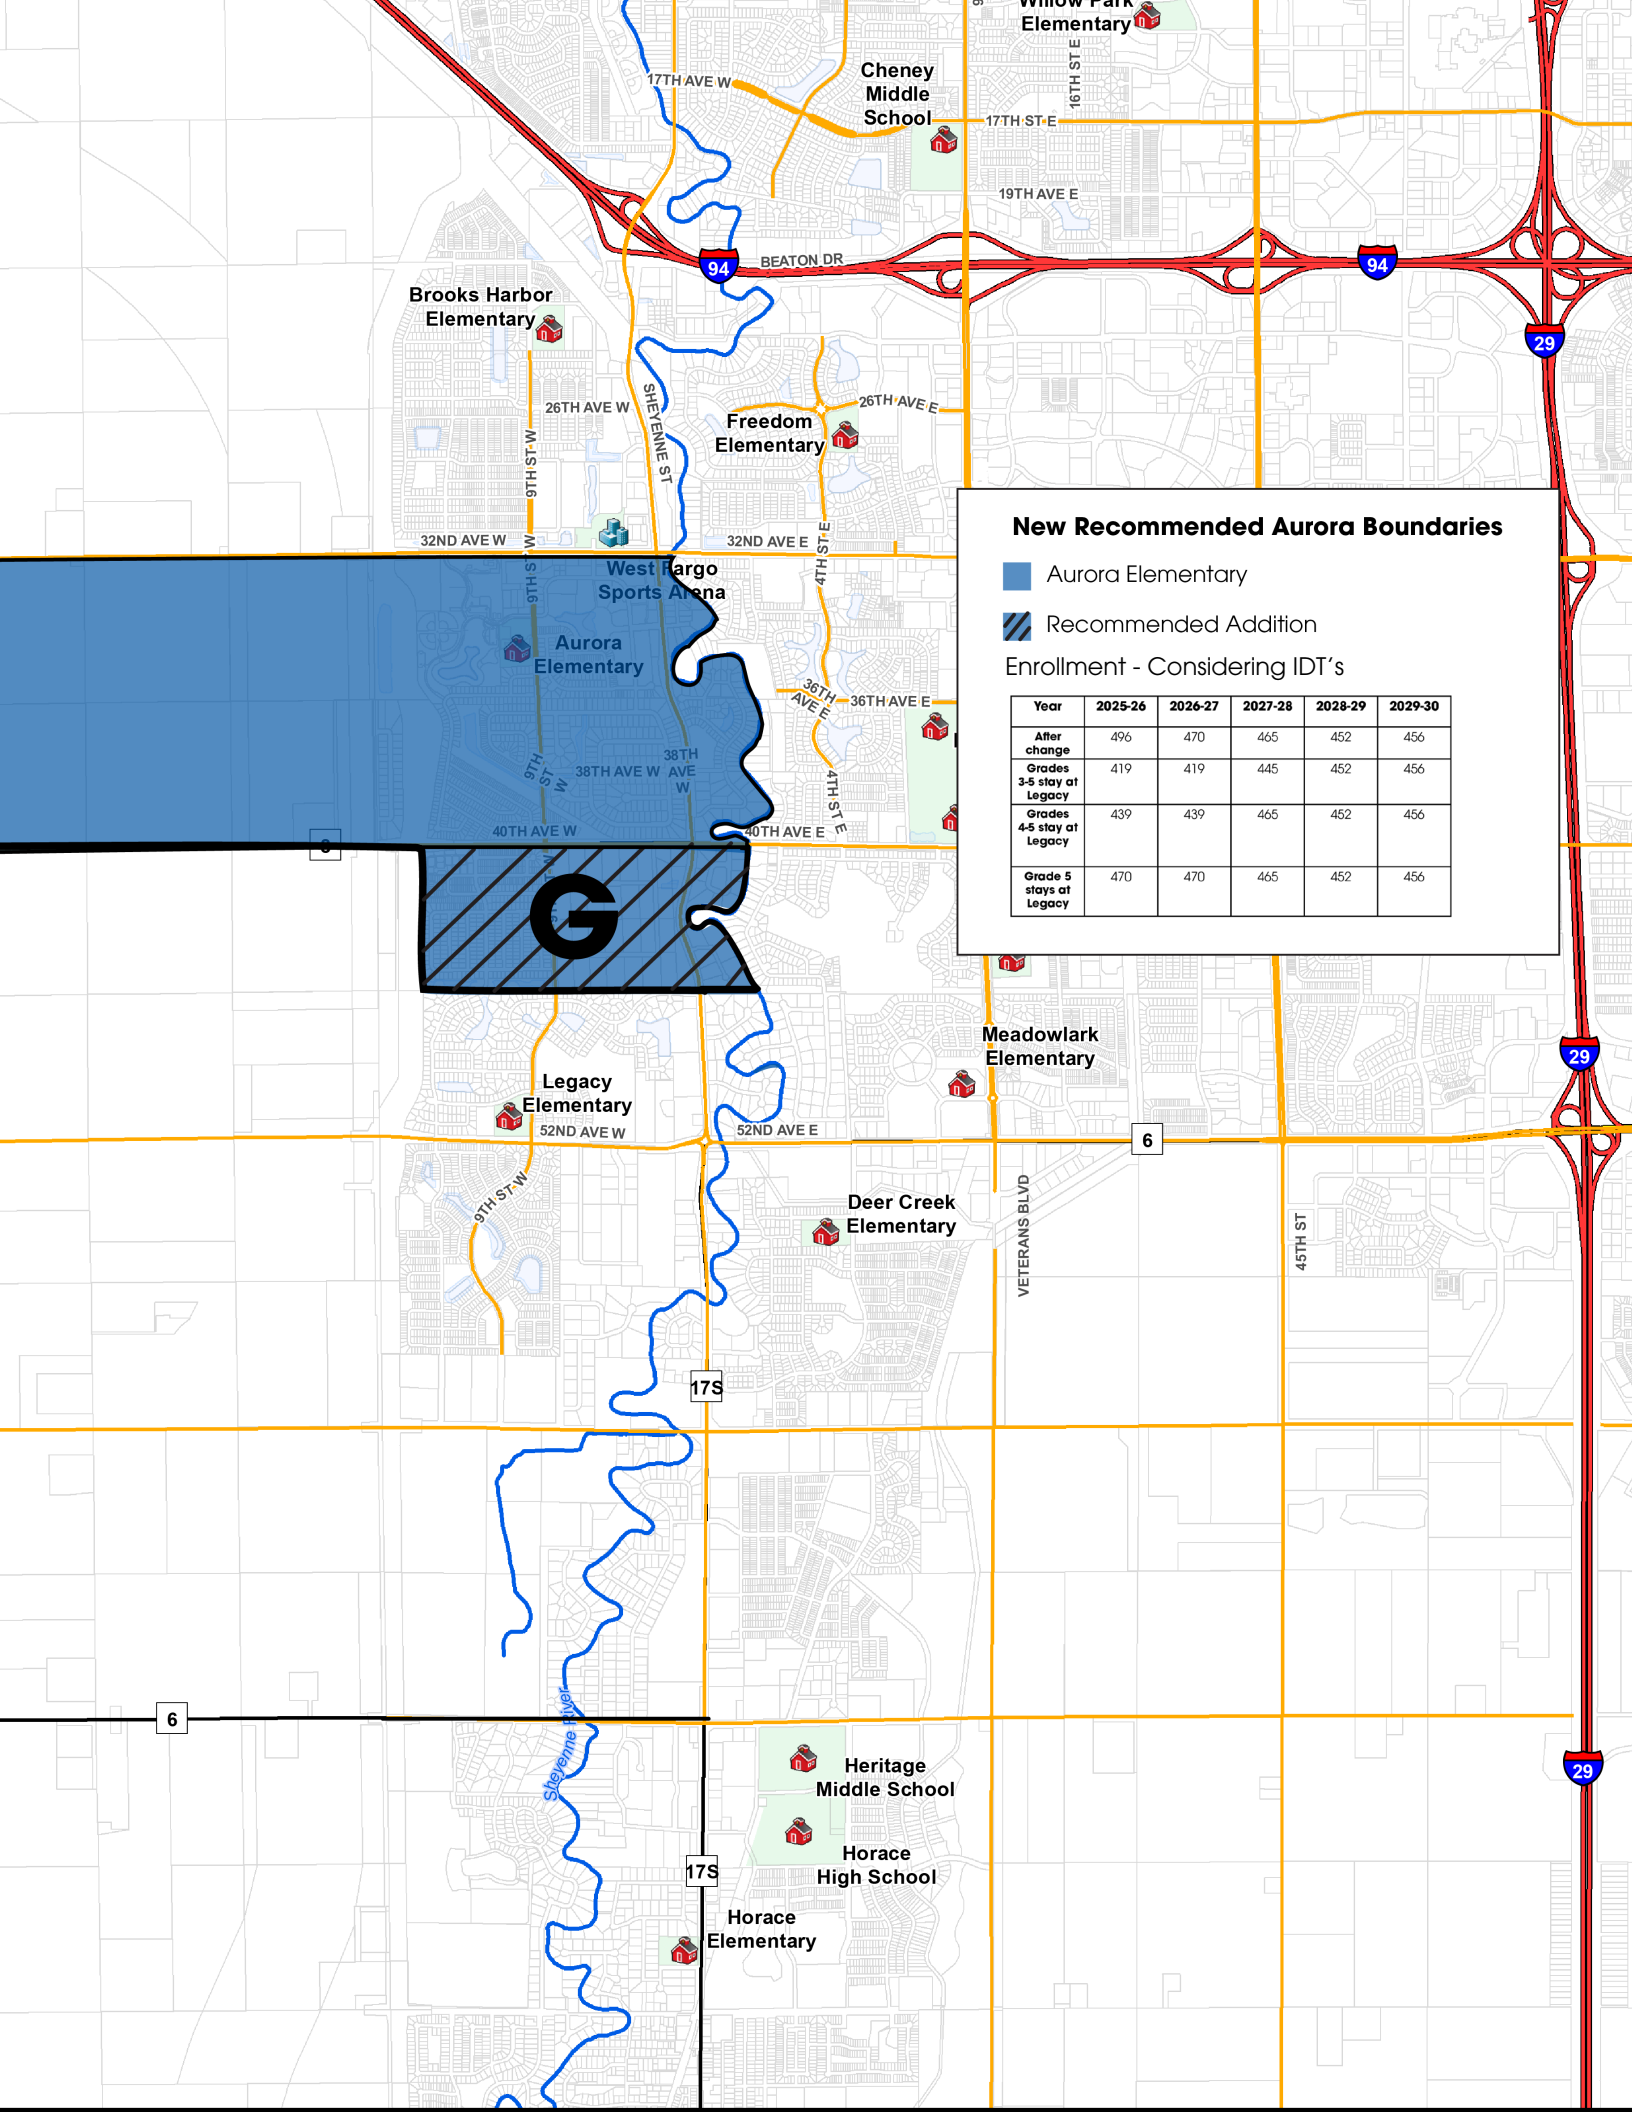 Willow Park
Elementary
16TH ST E
Cheney
Middle
School
17TH AVE W
17TH ST E
19TH AVE E
94
BEATON DR
94
29
Brooks Harbor
Elementary
26TH AVE W
SHEYENNE ST
9TH ST W
Freedom
Elementary
26TH AVE E
32ND AVE W
32ND AVE E
4TH ST E
West Fargo
Sports Arena
9TH ST W
Aurora
Elementary
36TH
AVE E
36TH AVE E
38TH AVE W
38TH
AVE
W
9TH
ST
W
4TH ST E
40TH AVE W
40TH AVE E
G
New Recommended Aurora Boundaries
Aurora Elementary
Recommended Addition
Enrollment - Considering IDT's
Year 2025-26 2026-27 2027-28 2028-29 2029-30
After
change 496 470 465 452 456
Grades
3-5 stay at
Legacy 419 419 445 452 456
Grades
4-5 stay at
Legacy 439 439 465 452 456
Grade 5
stays at
Legacy 470 470 465 452 456
Meadowlark
Elementary
29
Legacy
Elementary
52ND AVE W
52ND AVE E
6
9TH ST W
Deer Creek
Elementary
VETERANS BLVD
45TH ST
17S
6
Sheyenne River
Heritage
Middle School
29
Horace
High School
17S
Horace
Elementary